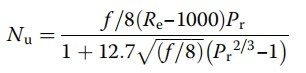 Nu = f/8(Re−1000)Pr / 1+12.7√(f/8)(Pr^2/3−1)